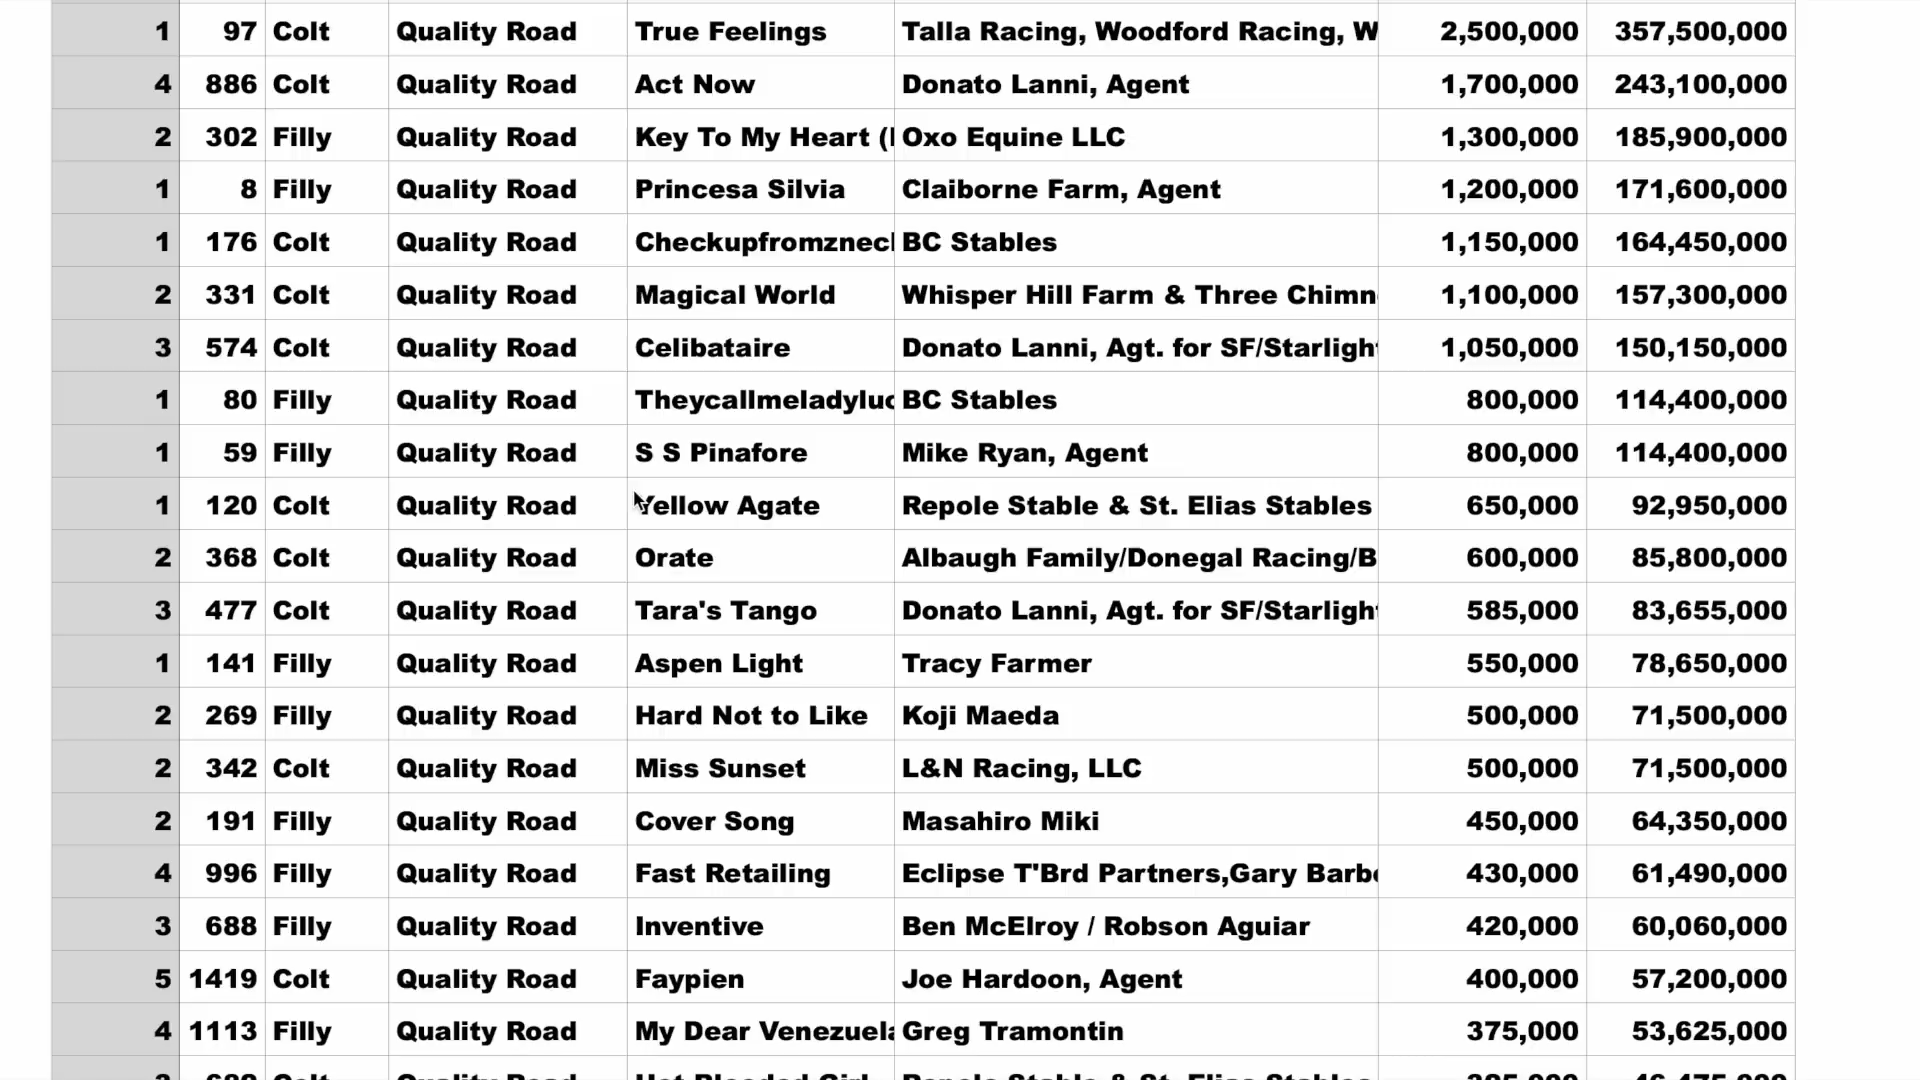 1 97 Colt Quality Road True Feelings Talla Racing, Woodford Racing, W 2,500,000 357,500,000
4 886 Colt Quality Road Act Now Donato Lanni, Agent 1,700,000 243,100,000
2 302 Filly Quality Road Key To My Heart ( Oxo Equine LLC 1,300,000 185,900,000
1 8 Filly Quality Road Princesa Silvia Claiborne Farm, Agent 1,200,000 171,600,000
1 176 Colt Quality Road Checkupfromznec BC Stables 1,150,000 164,450,000
2 331 Colt Quality Road Magical World Whisper Hill Farm & Three Chimn 1,100,000 157,300,000
3 574 Colt Quality Road Celibataire Donato Lanni, Agt. for SF/Starligh 1,050,000 150,150,000
1 80 Filly Quality Road Theycallmeladyluc BC Stables 800,000 114,400,000
1 59 Filly Quality Road S S Pinafore Mike Ryan, Agent 800,000 114,400,000
1 120 Colt Quality Road Yellow Agate Repole Stable & St. Elias Stables 650,000 92,950,000
2 368 Colt Quality Road Orate Albaugh Family/Donegal Racing/B 600,000 85,800,000
3 477 Colt Quality Road Tara's Tango Donato Lanni, Agt. for SF/Starligh 585,000 83,655,000
1 141 Filly Quality Road Aspen Light Tracy Farmer 550,000 78,650,000
2 269 Filly Quality Road Hard Not to Like Koji Maeda 500,000 71,500,000
2 342 Colt Quality Road Miss Sunset L&N Racing, LLC 500,000 71,500,000
2 191 Filly Quality Road Cover Song Masahiro Miki 450,000 64,350,000
4 996 Filly Quality Road Fast Retailing Eclipse T'Brd Partners,Gary Barb 430,000 61,490,000
3 688 Filly Quality Road Inventive Ben McElroy / Robson Aguiar 420,000 60,060,000
5 1419 Colt Quality Road Faypien Joe Hardoon, Agent 400,000 57,200,000
4 1113 Filly Quality Road My Dear Venezuela Greg Tramontin 375,000 53,625,000
Colt Quality Road Hot Blooded Girl Repole Stable & St. Elias Stables